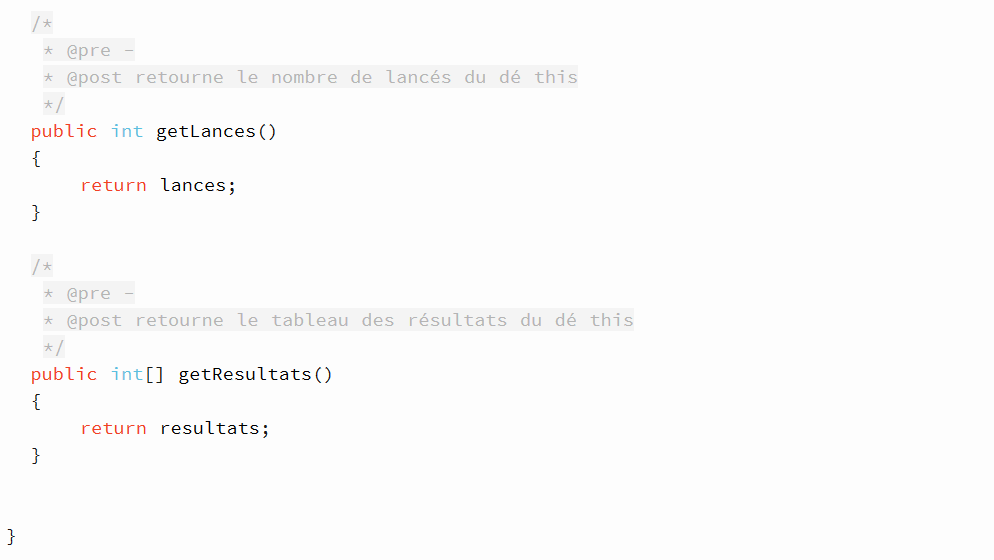 /*
* @pre -
* @post retourne le nombre de lancés du dé this
*/
public int getLances()
{
return lances;
}
/*
* @pre -
* @post retourne le tableau des résultats du dé this
*/
public int[] getResultats()
{
return resultats;
}
}